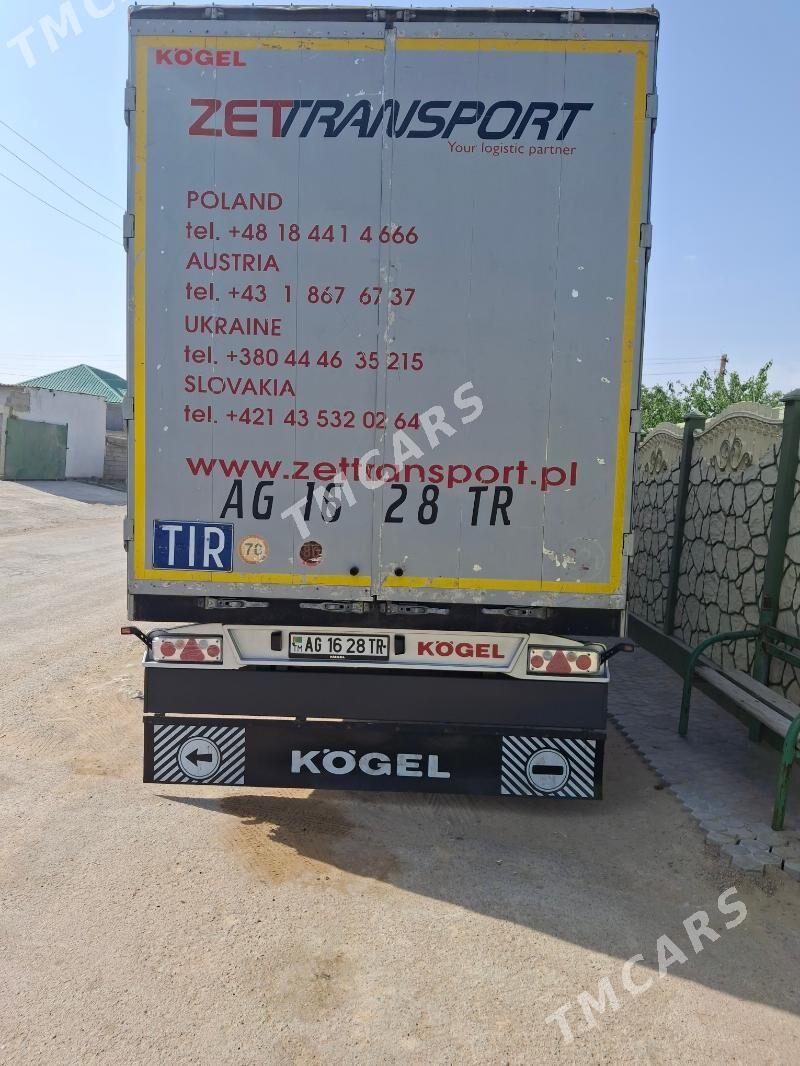 TMCARS
KÖGEL
ZETTRANSPORT
Your logistic partner
POLAND
tel. +48 18 441 4 666
AUSTRIA
tel. +43 1 867 67 37
UKRAINE
tel. +380 44 46 35 215
SLOVAKIA
tel. +421 43 532 02 64
TMCARS
www.zettransport.pl
AG 16 28 TR
TIR
70
TM AG 16 28 TR
KÖGEL
KÖGEL
TMCARS